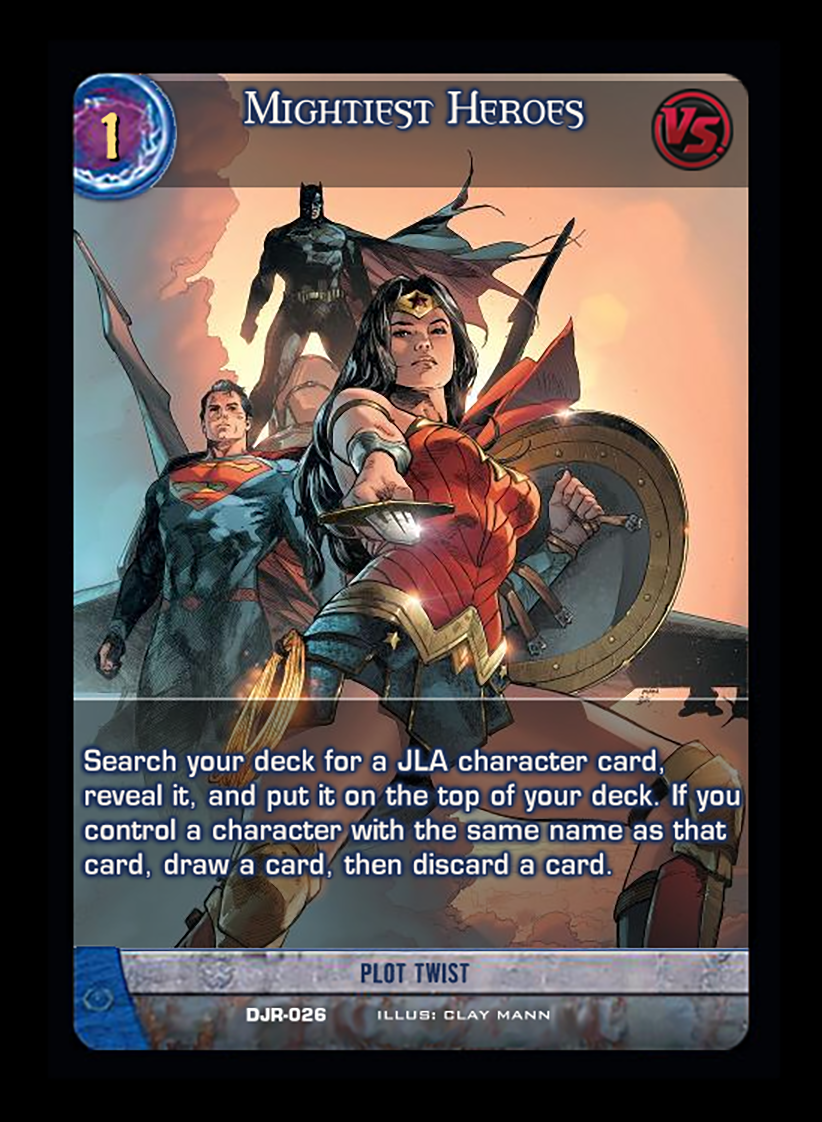 1
Mightiest Heroes
VS.
Search your deck for a JLA character card,
reveal it, and put it on the top of your deck. If you
control a character with the same name as that
card, draw a card, then discard a card.
PLOT TWIST
DJR-026 ILLUS: CLAY MANN